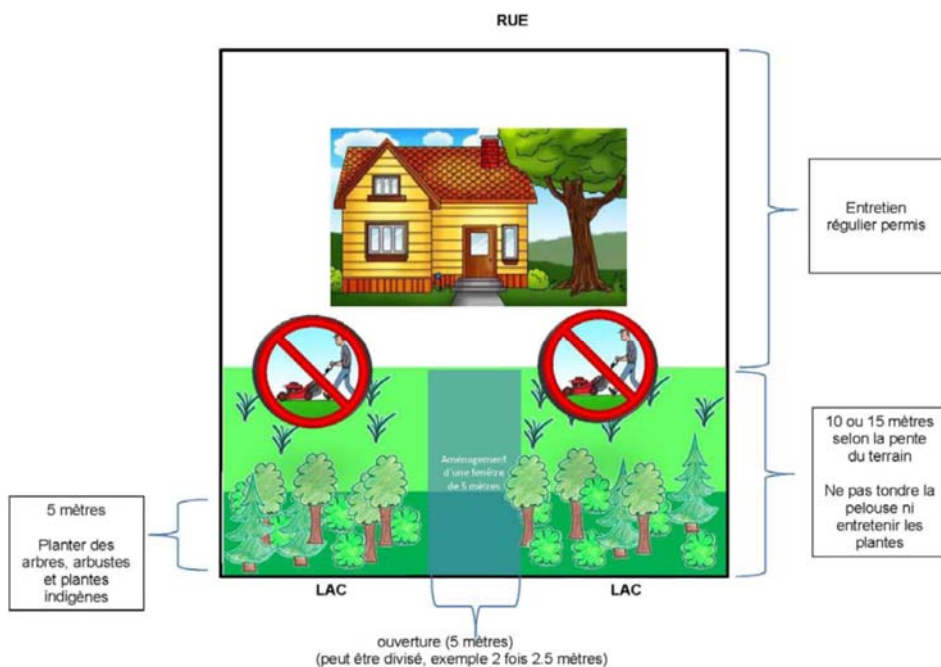 RUE
Entretien
régulier permis
10 ou 15 mètres
selon la pente
du terrain
Ne pas tondre la
pelouse ni
entretenir les
plantes
Aménagement
d'une fenêtre
de 5 mètres
5 mètres
Planter des
arbres, arbustes
et plantes
indigènes
LAC
LAC
ouverture (5 mètres)
(peut être divisé, exemple 2 fois 2.5 mètres)